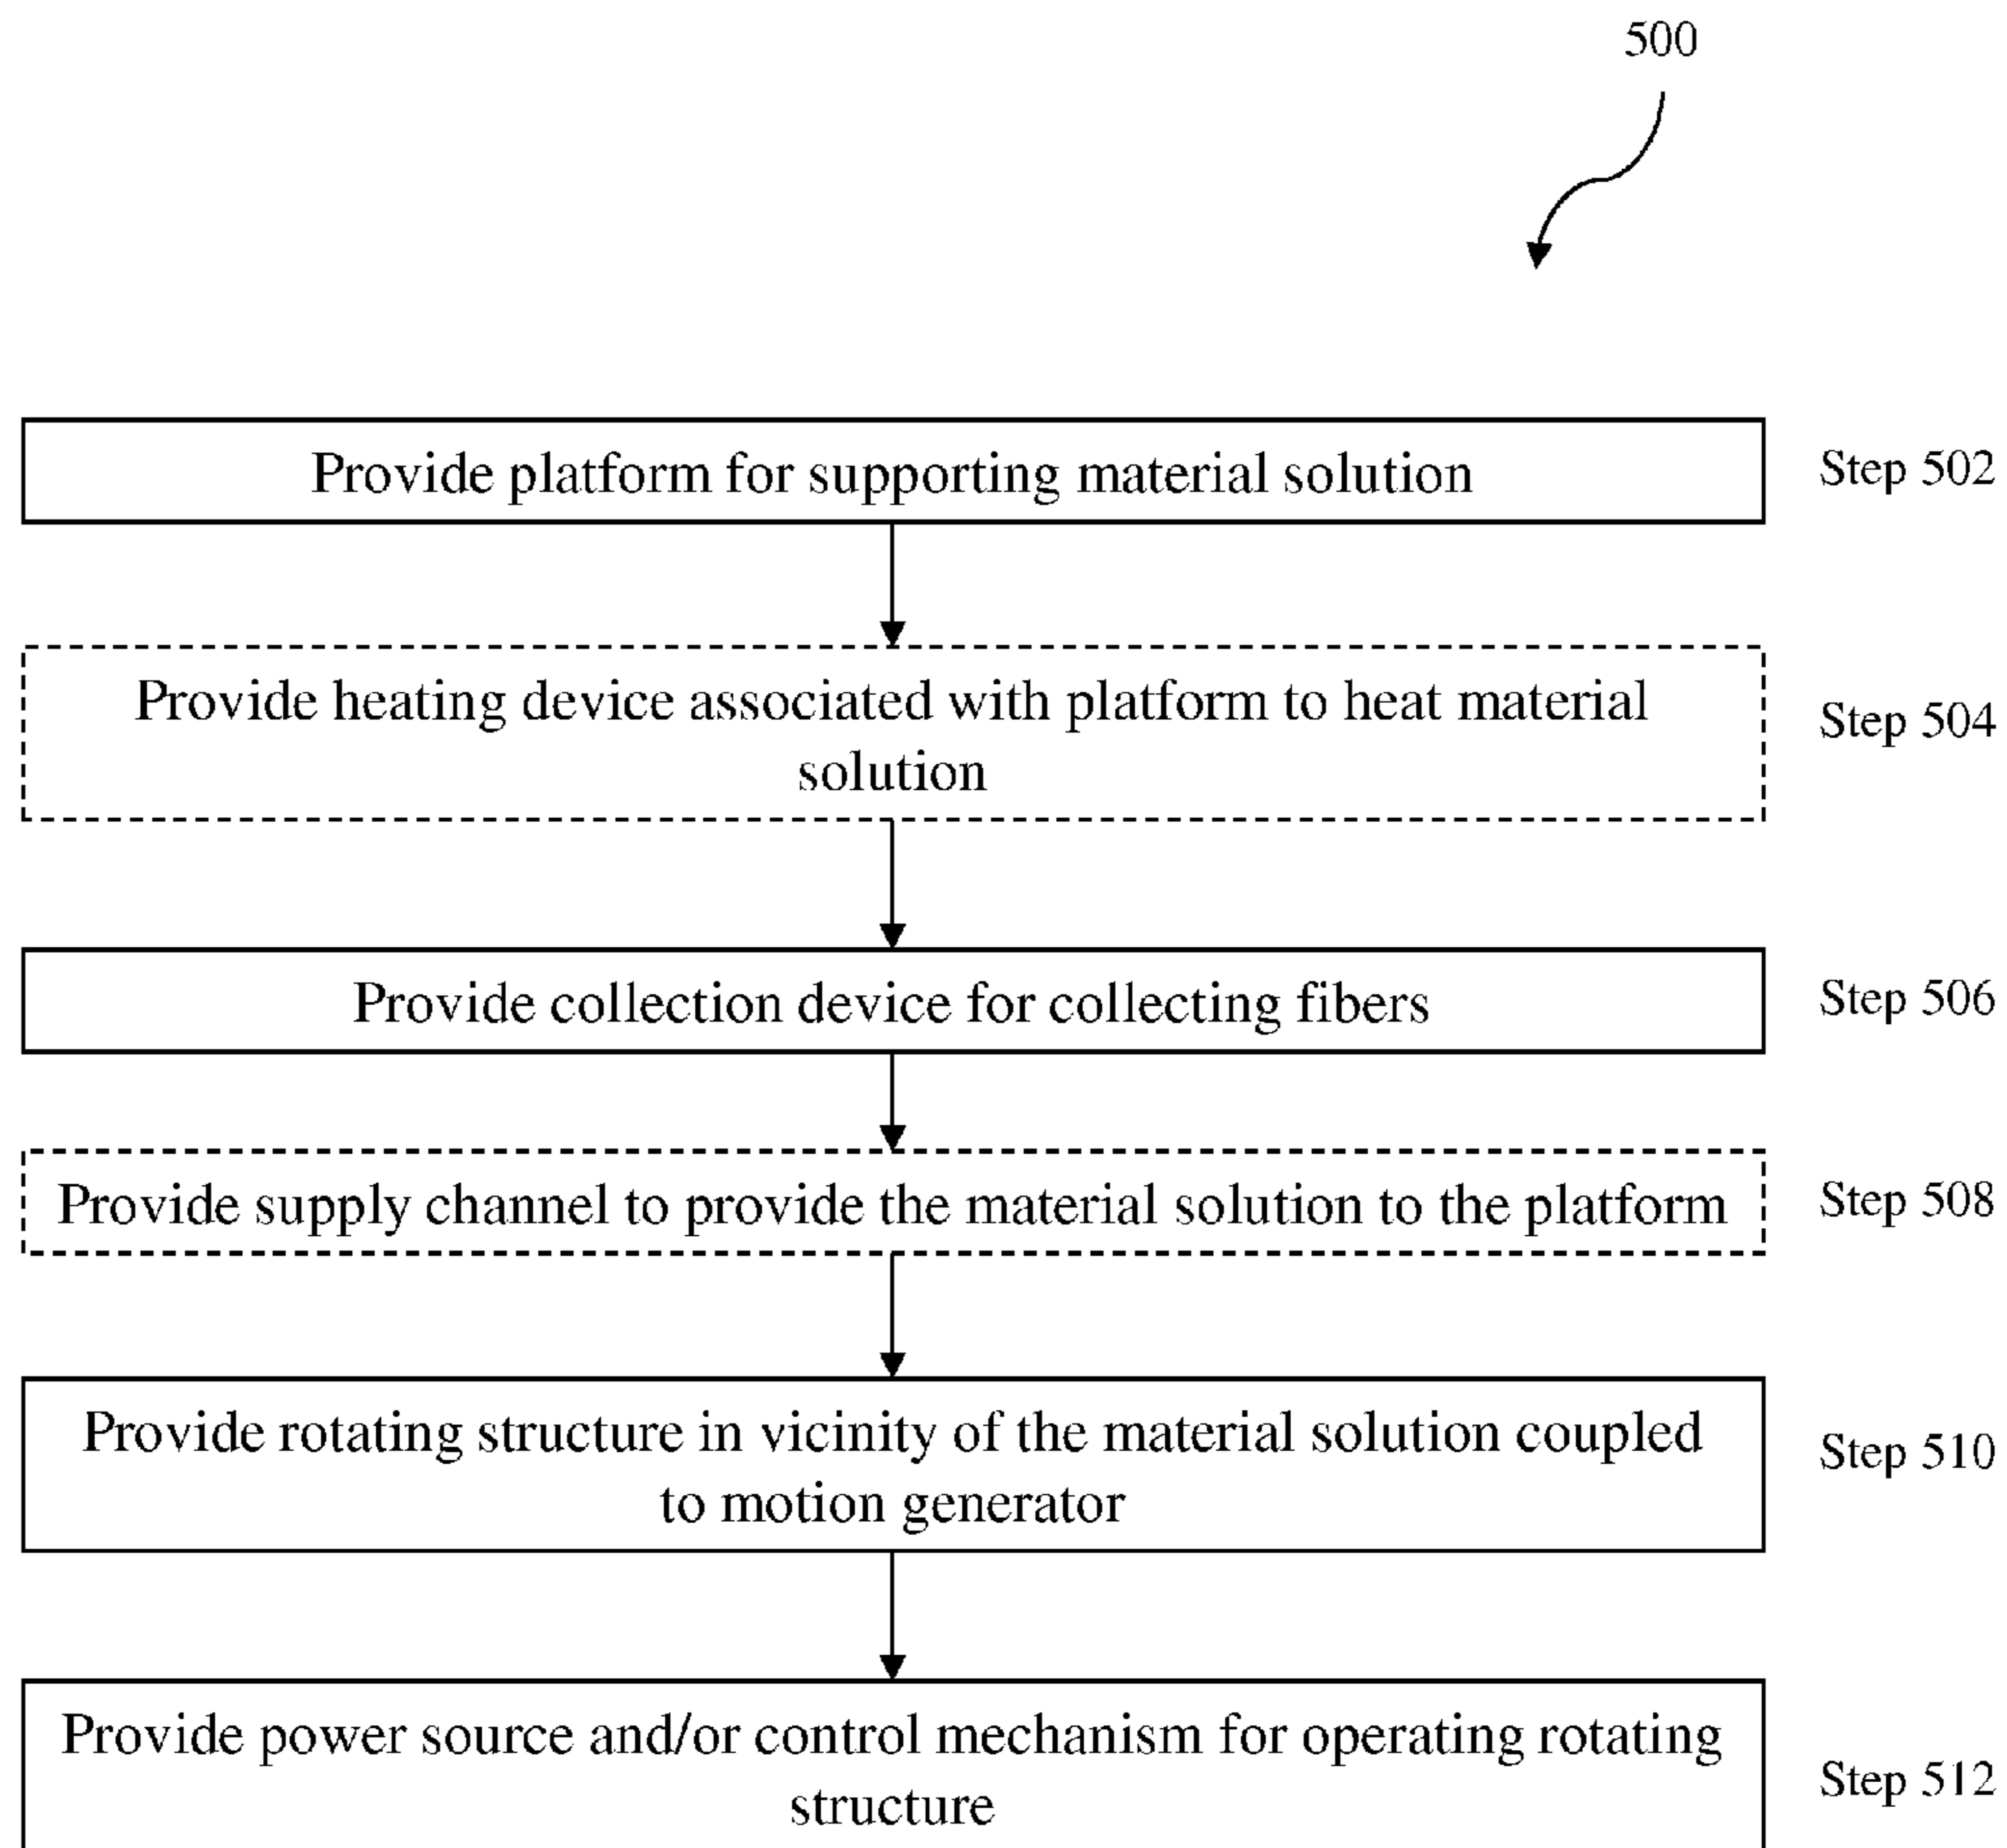 500
Provide platform for supporting material solution
Step 502
Provide heating device associated with platform to heat material
solution
Step 504
Provide collection device for collecting fibers
Step 506
Provide supply channel to provide the material solution to the platform
Step 508
Provide rotating structure in vicinity of the material solution coupled
to motion generator
Step 510
Provide power source and/or control mechanism for operating rotating
structure
Step 512